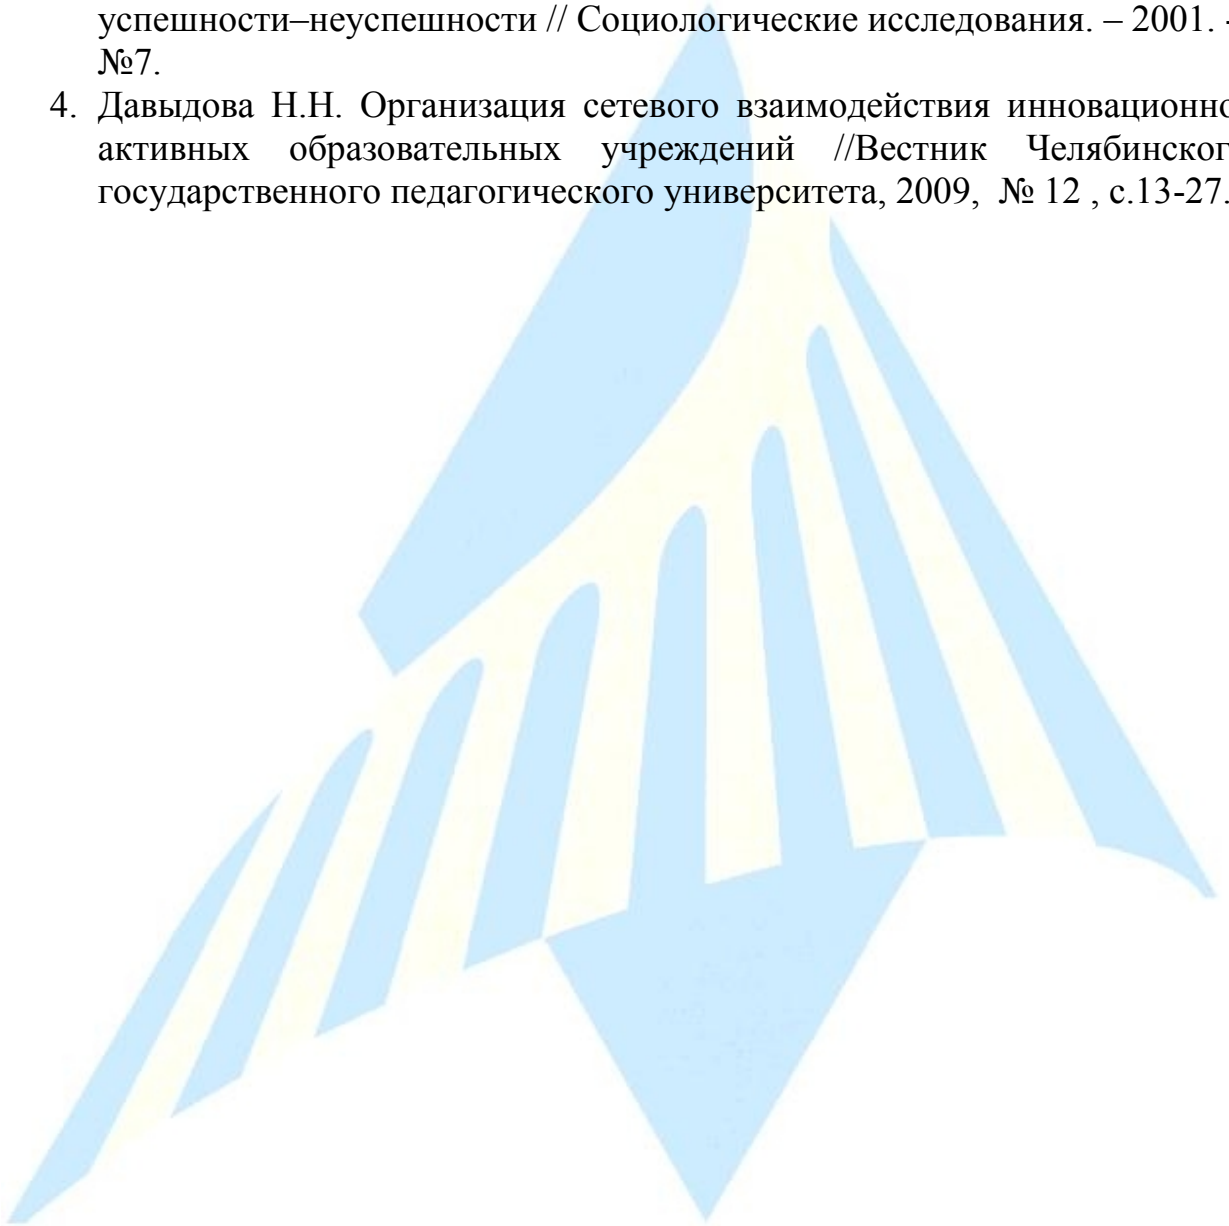 успешности–неуспешности // Социологические исследования. – 2001. -
№7.
4. Давыдова Н.Н. Организация сетевого взаимодействия инновационно
активных образовательных учреждений //Вестник Челябинског
государственного педагогического университета, 2009, № 12 , с.13-27.